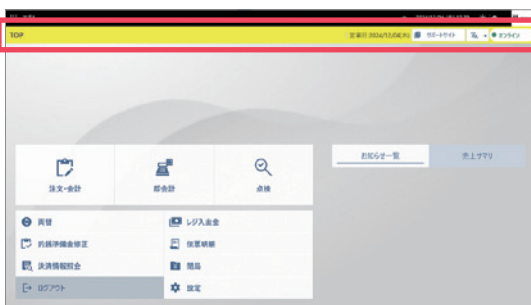 TOP
営業日 2024/12/04(水) サポートサイト オンライン
お知らせ一覧 売上サマリ
注文・会計 即会計 点検
両替 レジ入出金
釣銭準備金修正 伝票明細
決済情報照会 開局
ログアウト 設定